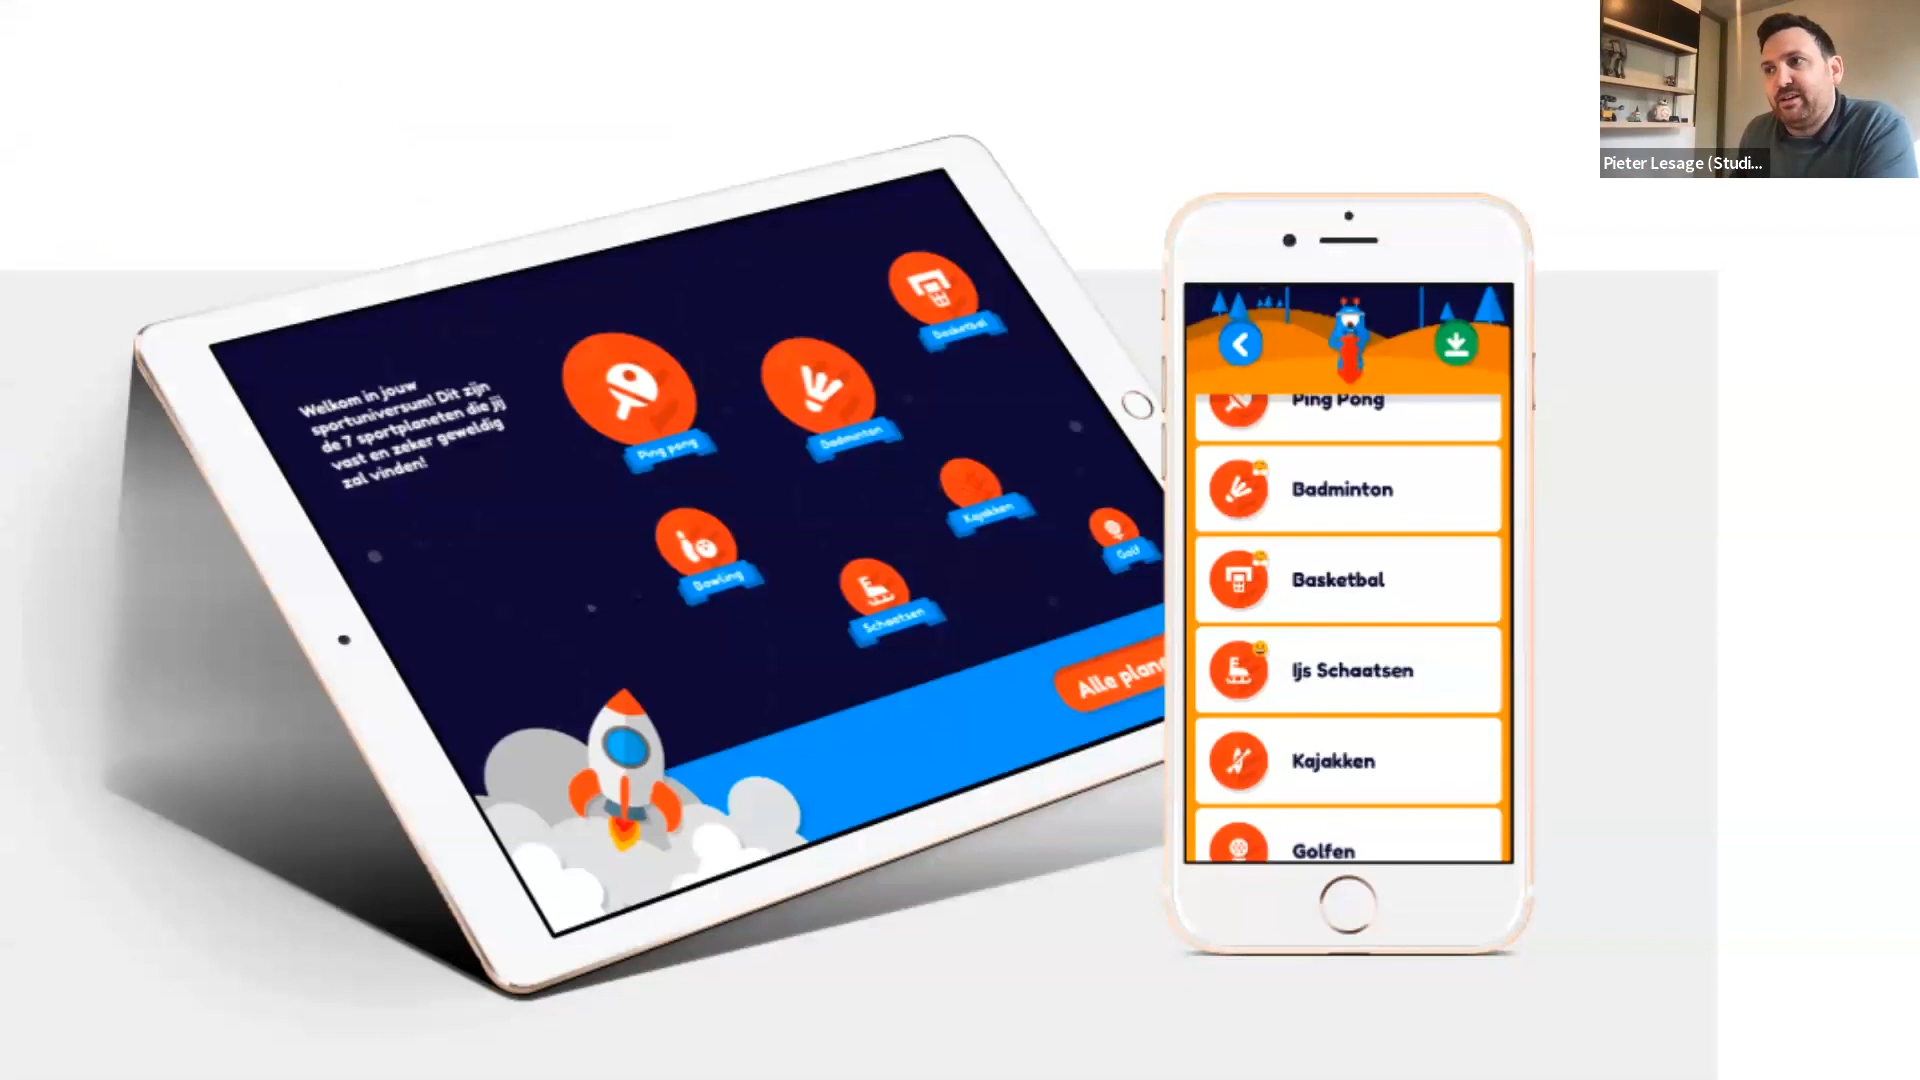 Pieter Lesage (Studi...
Welkom in jouw
sportuniversum! Dit zijn
de 7 sportplaneten die jij
vast en zeker geweldig
zal vinden!
Basketbal
Ping pong
Badminton
Kajakken
Golf
Bowling
Schaatsen
Alle plane
Ping Pong
Badminton
Basketbal
Ijs Schaatsen
Kajakken
Golfen